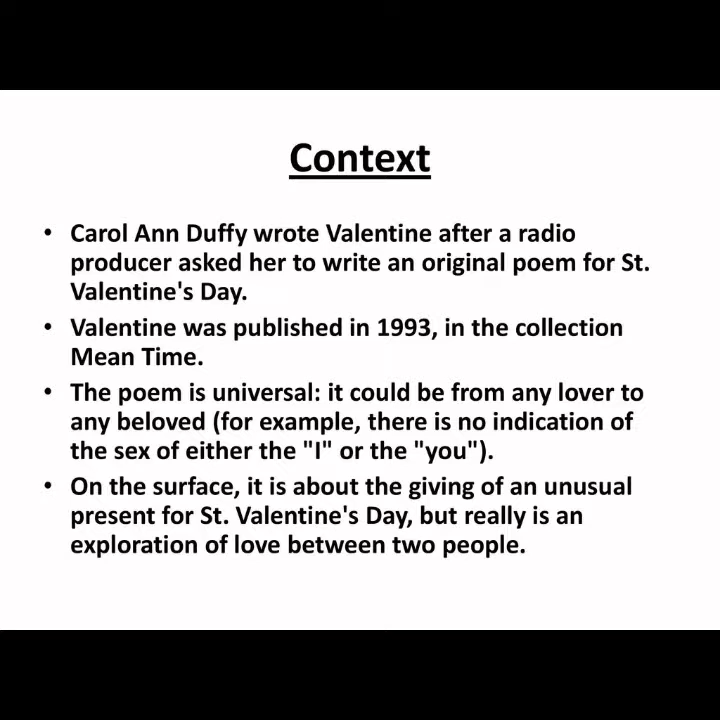 Context
• Carol Ann Duffy wrote Valentine after a radio
producer asked her to write an original poem for St.
Valentine's Day.
• Valentine was published in 1993, in the collection
Mean Time.
• The poem is universal: it could be from any lover to
any beloved (for example, there is no indication of
the sex of either the "I" or the "you").
• On the surface, it is about the giving of an unusual
present for St. Valentine's Day, but really is an
exploration of love between two people.